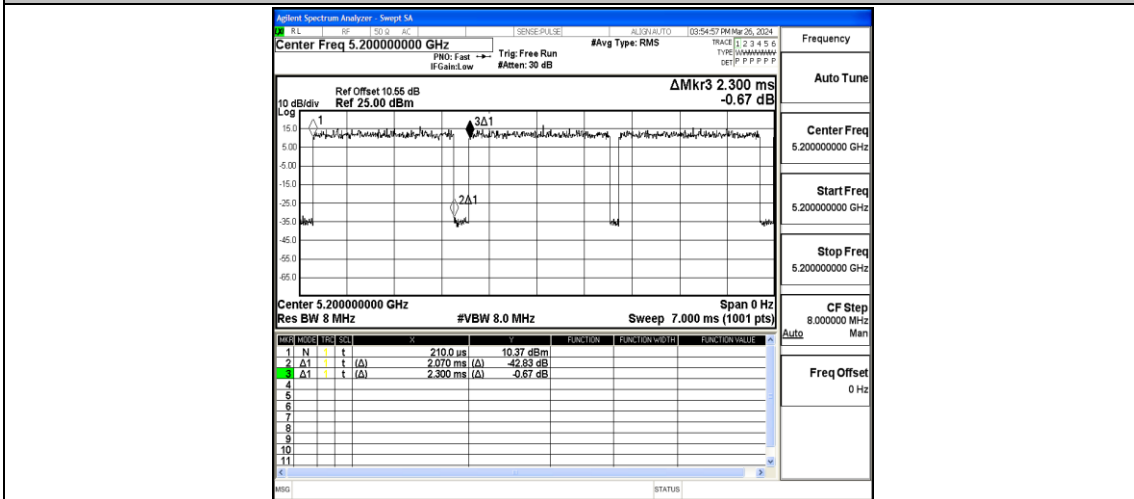 Agilent Spectrum Analyzer - Swept SA
RL RF 50 Ω AC SENSE:PULSE ALIGN AUTO 03:54:57 PM Mar 26, 2024
Center Freq 5.200000000 GHz
PNO: Fast
IFGain:Low
Trig: Free Run
#Atten: 30 dB
#Avg Type: RMS
TRACE 1 2 3 4 5 6
TYPE
DET P P P P P P
Frequency
Auto Tune
Center Freq
5.200000000 GHz
Start Freq
5.200000000 GHz
Stop Freq
5.200000000 GHz
CF Step
8.000000 MHz
Auto Man
Freq Offset
0 Hz
ΔMkr3 2.300 ms
-0.67 dB
Ref Offset 10.55 dB
10 dB/div Ref 25.00 dBm
Log
15.0
5.00
-5.00
-15.0
-25.0
-35.0
-45.0
-55.0
-65.0
1
3Δ1
2Δ1
Center 5.200000000 GHz Span 0 Hz
Res BW 8 MHz #VBW 8.0 MHz Sweep 7.000 ms (1001 pts)
MKR MODE TRC SCL X Y FUNCTION FUNCTION WIDTH FUNCTION VALUE
1 N 1 t 210.0 us 10.37 dBm
2 Δ1 1 t (Δ) 2.070 ms (Δ) -42.83 dB
3 Δ1 1 t (Δ) 2.300 ms (Δ) -0.67 dB
4
5
6
7
8
9
10
11
MSG STATUS